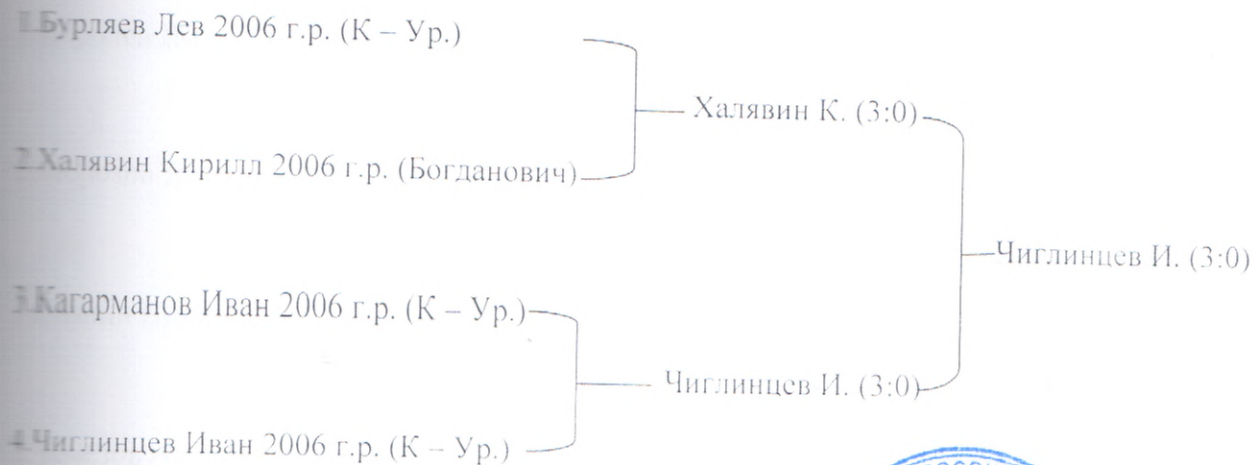 1.Бурляев Лев 2006 г.р. (К – Ур.)
Халявин К. (3:0)
2.Халявин Кирилл 2006 г.р. (Богданович)
Чиглинцев И. (3:0)
3.Кагарманов Иван 2006 г.р. (К – Ур.)
Чиглинцев И. (3:0)
4.Чиглинцев Иван 2006 г.р. (К – Ур.)